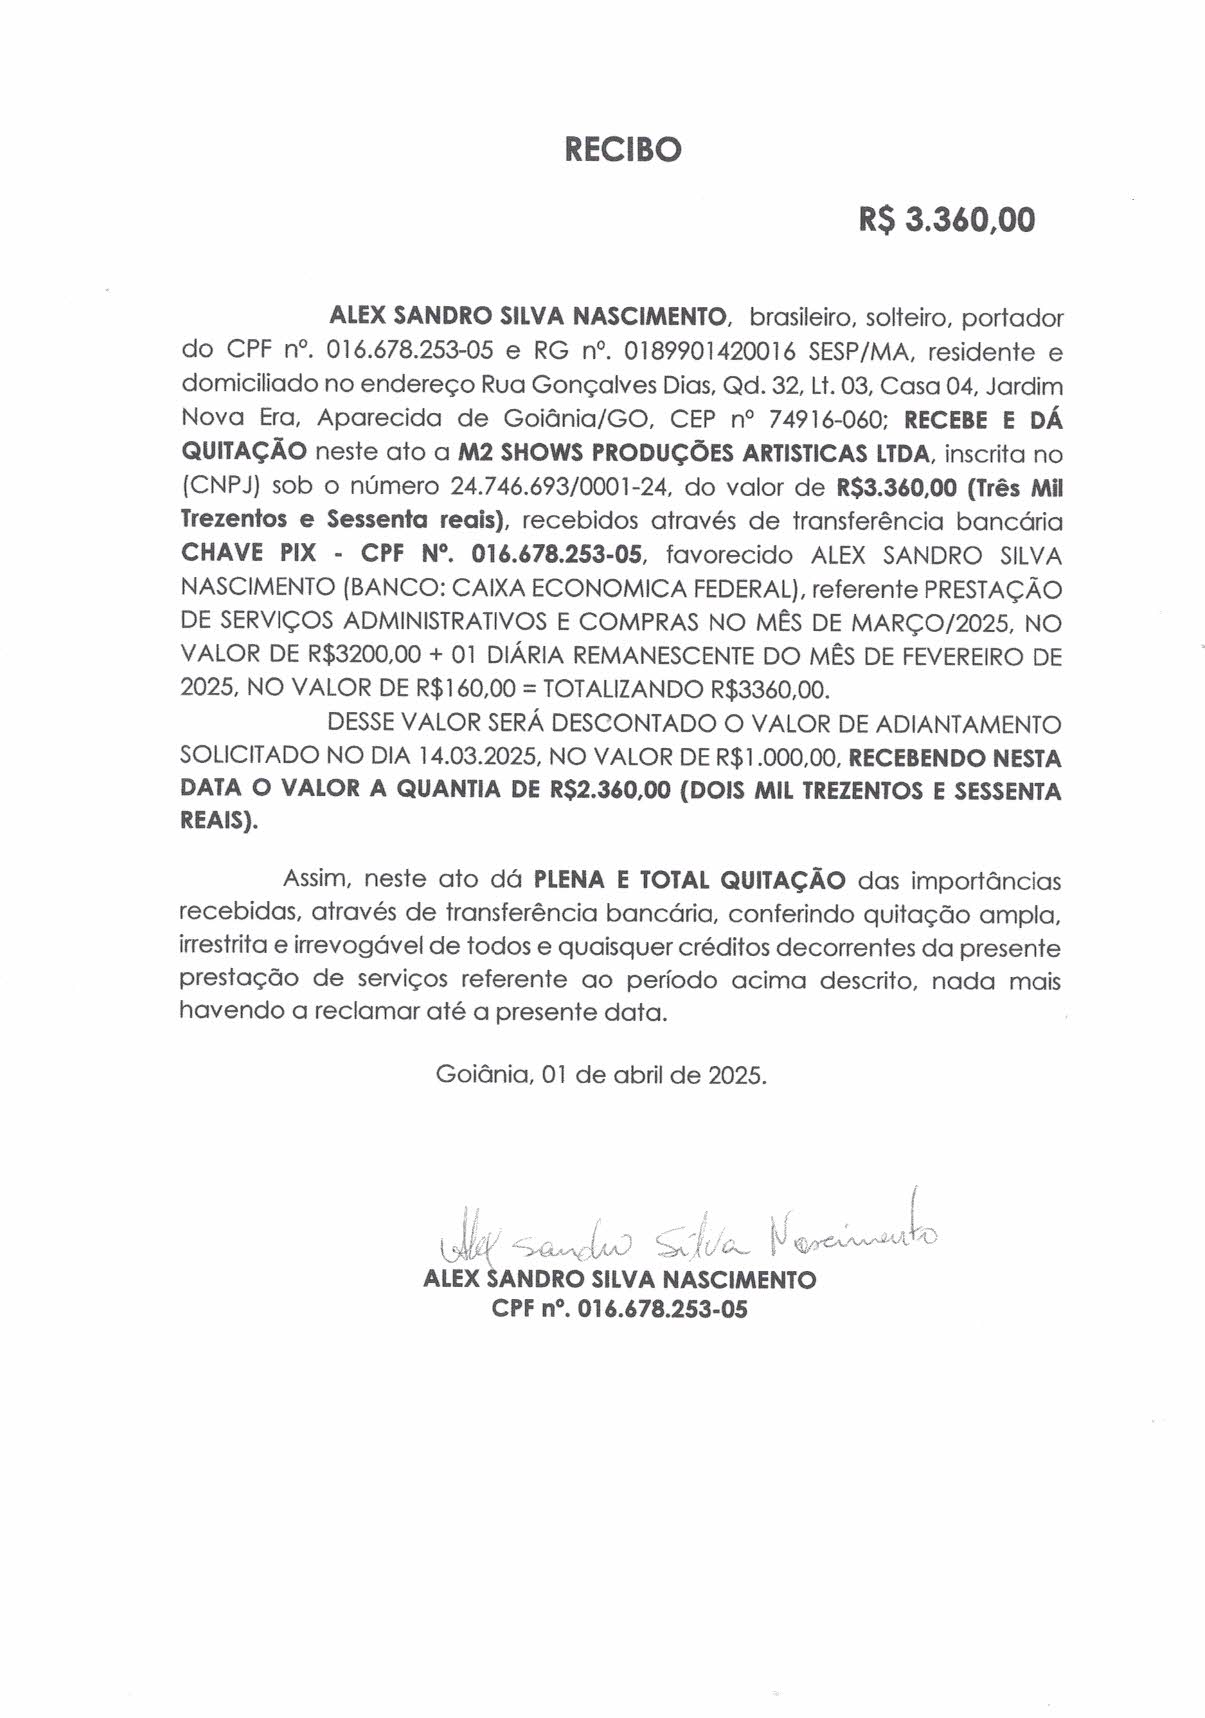 RECIBO
R$ 3.360,00
ALEX SANDRO SILVA NASCIMENTO, brasileiro, solteiro, portador
do CPF nº. 016.678.253-05 e RG nº. 0189901420016 SESP/MA, residente e
domiciliado no endereço Rua Gonçalves Dias, Qd. 32, Lt. 03, Casa 04, Jardim
Nova Era, Aparecida de Goiânia/GO, CEP nº 74916-060; RECEBE E DÁ
QUITAÇÃO neste ato a M2 SHOWS PRODUÇÕES ARTISTICAS LTDA, inscrita no
(CNPJ) sob o número 24.746.693/0001-24, do valor de R$3.360,00 (Três Mil
Trezentos e Sessenta reais), recebidos através de transferência bancária
CHAVE PIX - CPF Nº. 016.678.253-05, favorecido ALEX SANDRO SILVA
NASCIMENTO (BANCO: CAIXA ECONOMICA FEDERAL), referente PRESTAÇÃO
DE SERVIÇOS ADMINISTRATIVOS E COMPRAS NO MÊS DE MARÇO/2025, NO
VALOR DE R$3200,00 + 01 DIÁRIA REMANESCENTE DO MÊS DE FEVEREIRO DE
2025, NO VALOR DE R$160,00 = TOTALIZANDO R$3360,00.
DESSE VALOR SERÁ DESCONTADO O VALOR DE ADIANTAMENTO
SOLICITADO NO DIA 14.03.2025, NO VALOR DE R$1.000,00, RECEBENDO NESTA
DATA O VALOR A QUANTIA DE R$2.360,00 (DOIS MIL TREZENTOS E SESSENTA
REAIS).
Assim, neste ato dá PLENA E TOTAL QUITAÇÃO das importâncias
recebidas, através de transferência bancária, conferindo quitação ampla,
irrestrita e irrevogável de todos e quaisquer créditos decorrentes da presente
prestação de serviços referente ao período acima descrito, nada mais
havendo a reclamar até a presente data.
Goiânia, 01 de abril de 2025.
Alex Sandro Silva Nascimento
ALEX SANDRO SILVA NASCIMENTO
CPF nº. 016.678.253-05